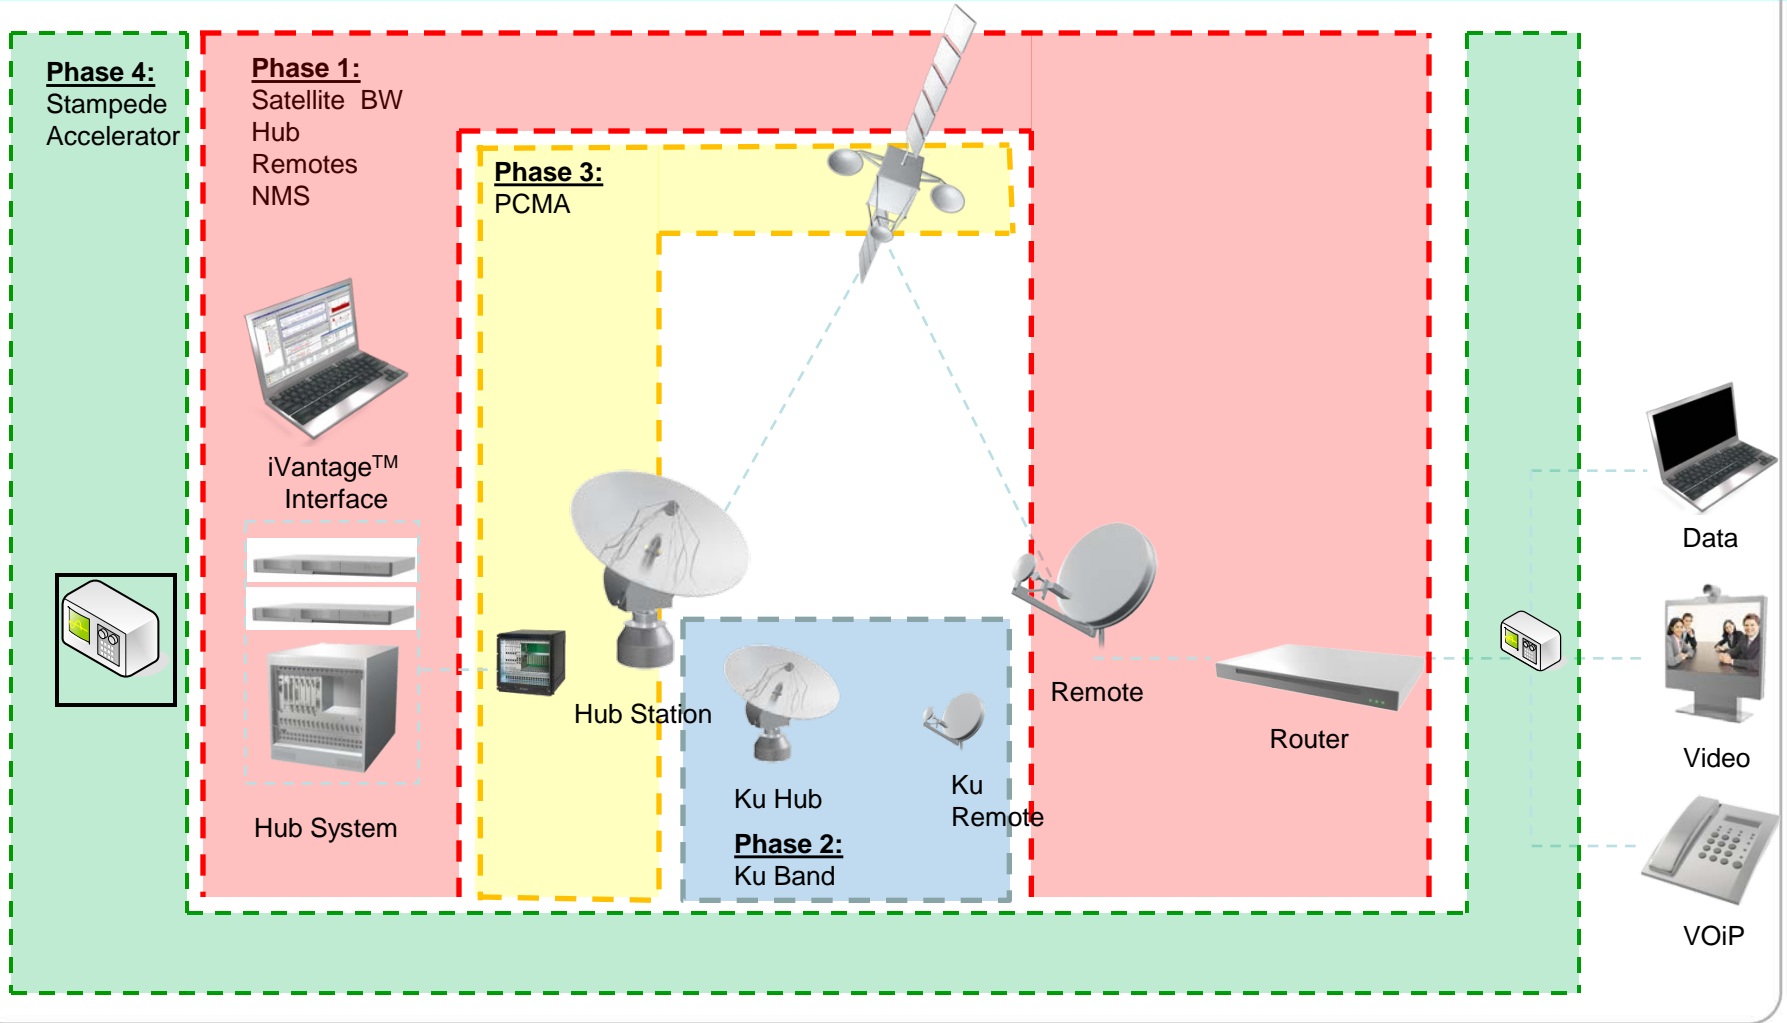 Phase 4:
Stampede
Accelerator
Phase 1:
Satellite BW
Hub
Remotes
NMS
Phase 3:
PCMA
iVantage™
Interface
Hub System
Hub Station
Ku Hub
Ku
Remote
Phase 2:
Ku Band
Remote
Router
Data
Video
VOiP